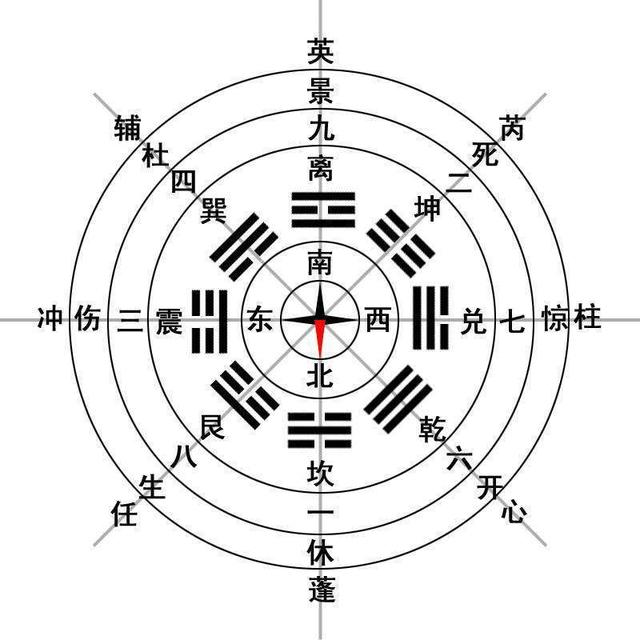 英
景
九
离
南
辅
杜
四
巽
芮
死
二
坤
冲 伤 三 震 东 西 兑 七 惊 柱
艮
八
生
任
乾
六
开
心
北
坎
一
休
蓬